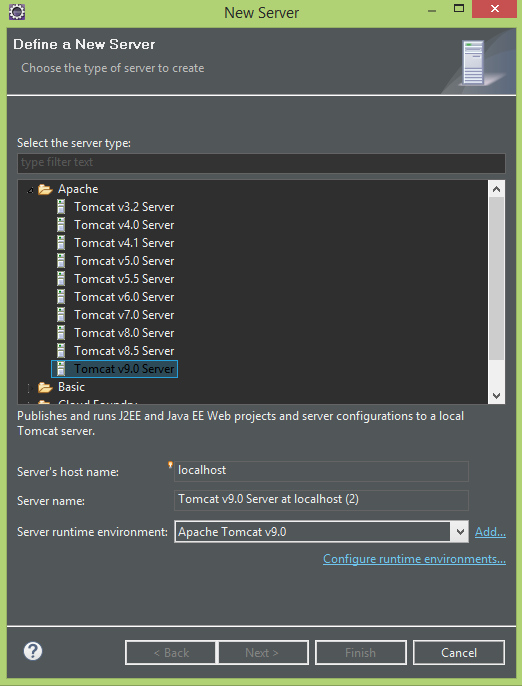 New Server
Define a New Server
Choose the type of server to create
Select the server type:
type filter text
Apache
Tomcat v3.2 Server
Tomcat v4.0 Server
Tomcat v4.1 Server
Tomcat v5.0 Server
Tomcat v5.5 Server
Tomcat v6.0 Server
Tomcat v7.0 Server
Tomcat v8.0 Server
Tomcat v8.5 Server
Tomcat v9.0 Server
Basic
Cloud Foundry
Publishes and runs J2EE and Java EE Web projects and server configurations to a local
Tomcat server.
Server's host name: localhost
Server name: Tomcat v9.0 Server at localhost (2)
Server runtime environment: Apache Tomcat v9.0 Add...
Configure runtime environments...
? < Back Next > Finish Cancel